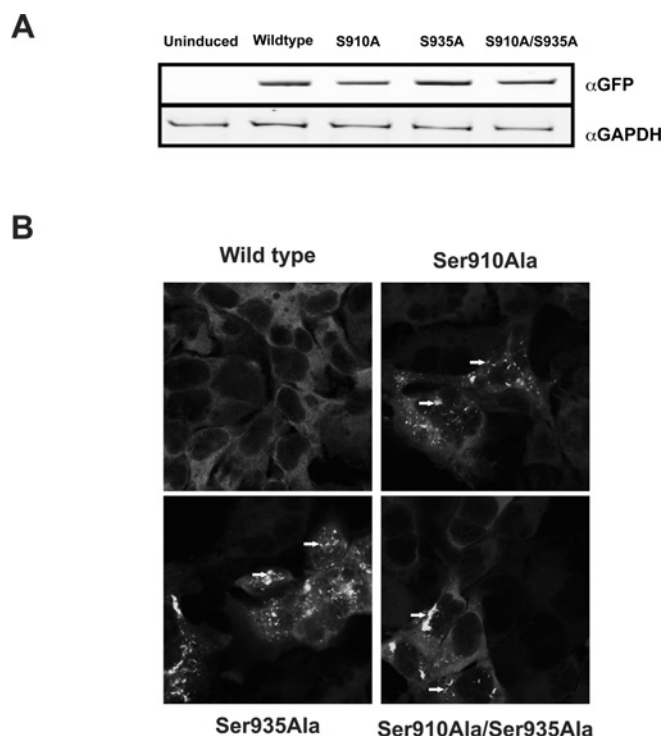 A
Uninduced Wildtype S910A S935A S910A/S935A
αGFP
αGAPDH
B
Wild type Ser910Ala
Ser935Ala Ser910Ala/Ser935Ala